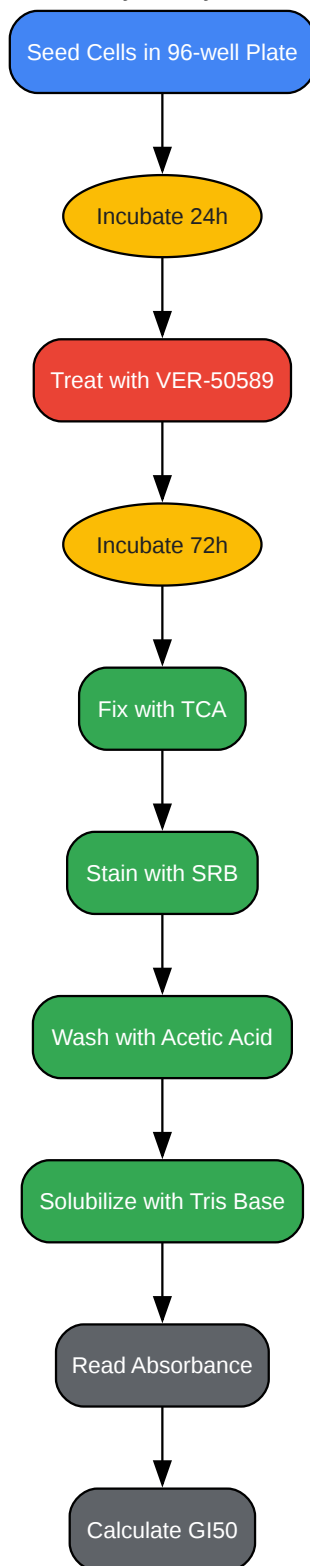 Seed Cells in 96-well Plate
Incubate 24h
Treat with VER-50589
Incubate 72h
Fix with TCA
Stain with SRB
Wash with Acetic Acid
Solubilize with Tris Base
Read Absorbance
Calculate GI50